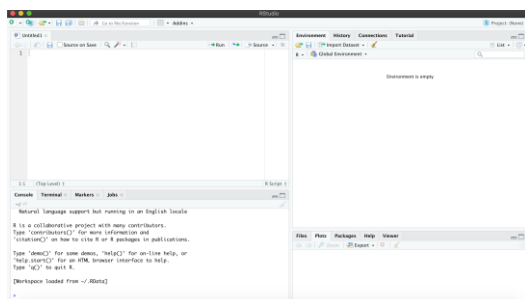 RStudio
Go to file/function
Addins
Project: (None)
Untitled1
Source on Save
Run
Source
1
1:1
(Top Level)
R Script
Console Terminal Markers Jobs
~/
Natural language support but running in an English locale
R is a collaborative project with many contributors.
Type 'contributors()' for more information and
'citation()' on how to cite R or R packages in publications.
Type 'demo()' for some demos, 'help()' for on-line help, or
'help.start()' for an HTML browser interface to help.
Type 'q()' to quit R.
[Workspace loaded from ~/.RData]
>
Environment History Connections Tutorial
Import Dataset
List
R
Global Environment
Environment is empty
Files Plots Packages Help Viewer
Zoom
Export